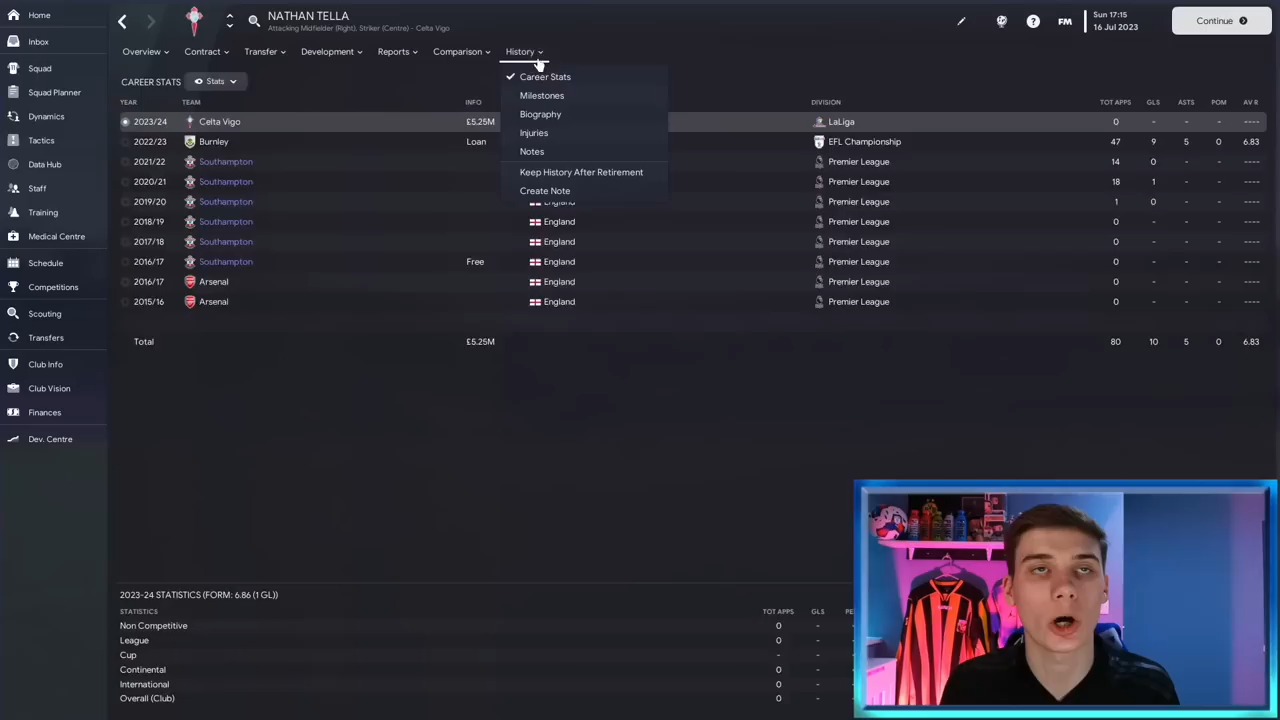 Home
NATHAN TELLA
Attacking Midfielder (Right), Striker (Centre) - Celta Vigo
FM
Sun 17:15
16 Jul 2023
Continue
Inbox
Overview Contract Transfer Development Reports Comparison History
Squad
CAREER STATS Stats
Career Stats
Squad Planner
Milestones
YEAR TEAM INFO DIVISION TOT APPS GLS ASTS POM AV R
Dynamics
Biography
2023/24 Celta Vigo £5.25M LaLiga 0 - - - ----
Tactics
Injuries
2022/23 Burnley Loan EFL Championship 47 9 5 0 6.83
Notes
Data Hub
2021/22 Southampton Premier League 14 0 - - ----
Keep History After Retirement
Staff
2020/21 Southampton Premier League 18 1 - - ----
Create Note
2019/20 Southampton England Premier League 1 0 - - ----
Training
2018/19 Southampton England Premier League 0 - - - ----
Medical Centre
2017/18 Southampton England Premier League 0 - - - ----
Schedule
2016/17 Southampton Free England Premier League 0 - - - ----
Competitions
2016/17 Arsenal England Premier League 0 - - - ----
2015/16 Arsenal England Premier League 0 - - - ----
Scouting
Transfers
Total £5.25M 80 10 5 0 6.83
Club Info
Club Vision
Finances
Dev. Centre
2023-24 STATISTICS (FORM: 6.86 (1 GL))
STATISTICS TOT APPS GLS
Non Competitive 0 -
League 0 -
Cup - -
Continental 0 -
International 0 -
Overall (Club) 0 -